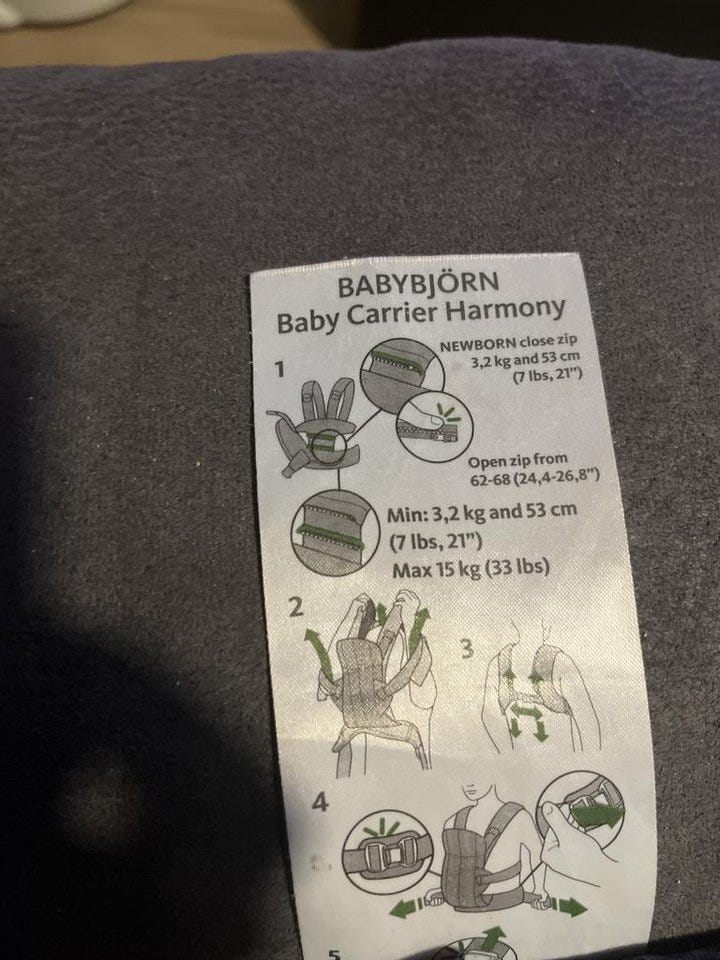 BABYBJÖRN
Baby Carrier Harmony
1
NEWBORN close zip
3,2 kg and 53 cm
(7 lbs, 21”)
Open zip from
62-68 (24,4-26,8”)
Min: 3,2 kg and 53 cm
(7 lbs, 21”)
Max 15 kg (33 lbs)
2
3
4
5